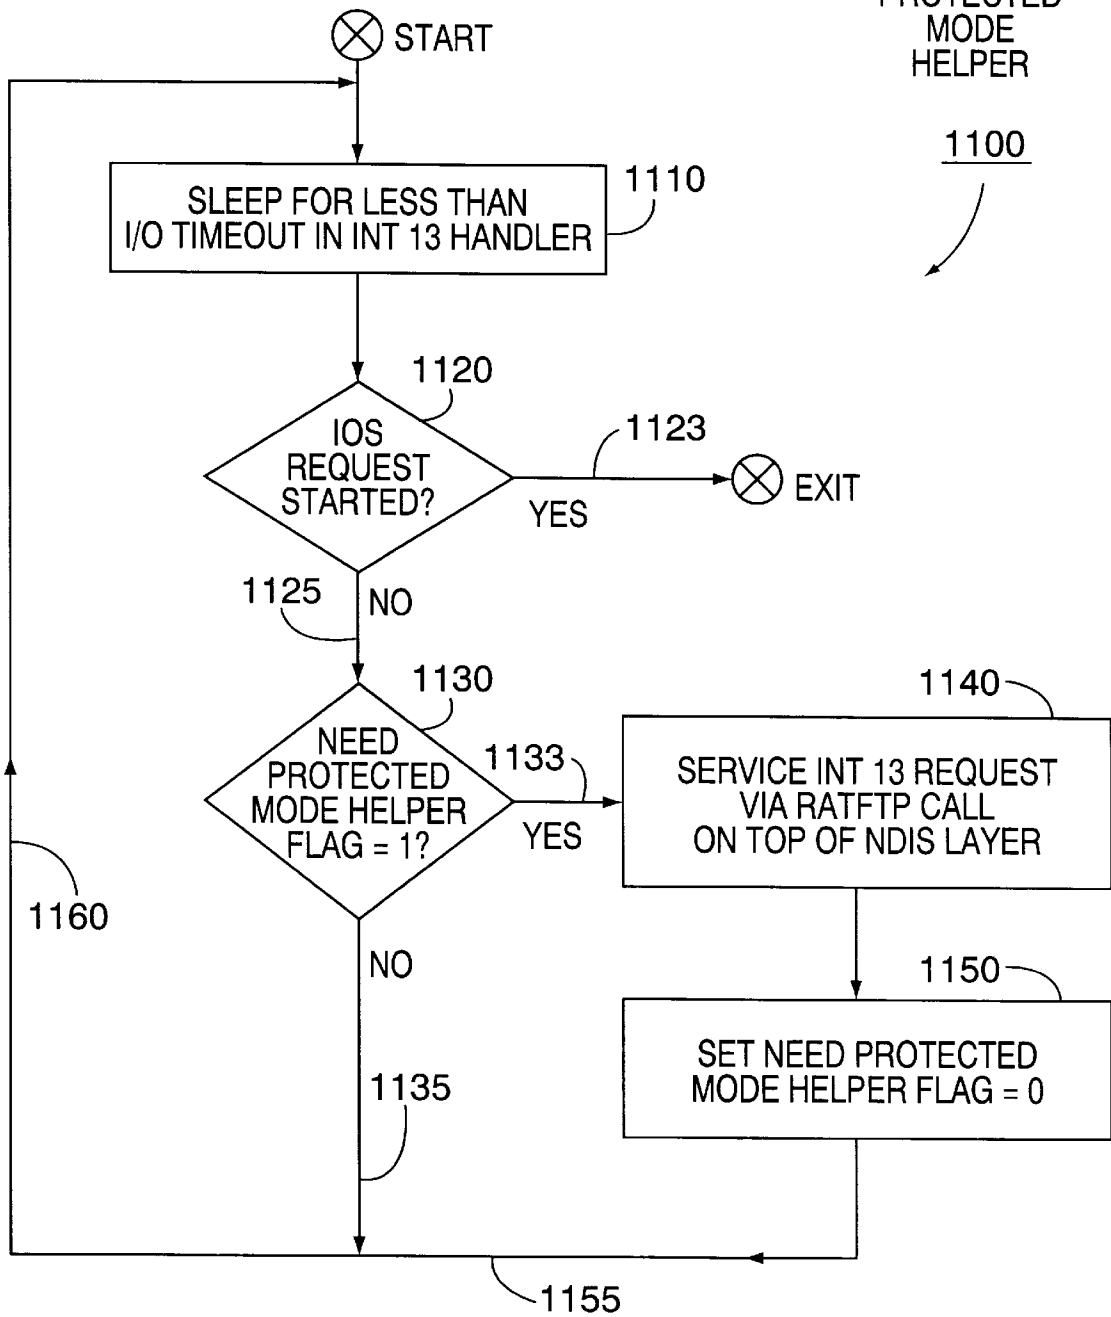 PROTECTED
MODE
HELPER
START
1100
1110
SLEEP FOR LESS THAN
I/O TIMEOUT IN INT 13 HANDLER
1120
IOS
REQUEST
STARTED?
1123
YES
EXIT
1125
NO
1130
NEED
PROTECTED
MODE HELPER
FLAG = 1?
1133
YES
1140
SERVICE INT 13 REQUEST
VIA RATFTP CALL
ON TOP OF NDIS LAYER
1160
NO
1150
SET NEED PROTECTED
MODE HELPER FLAG = 0
1135
1155